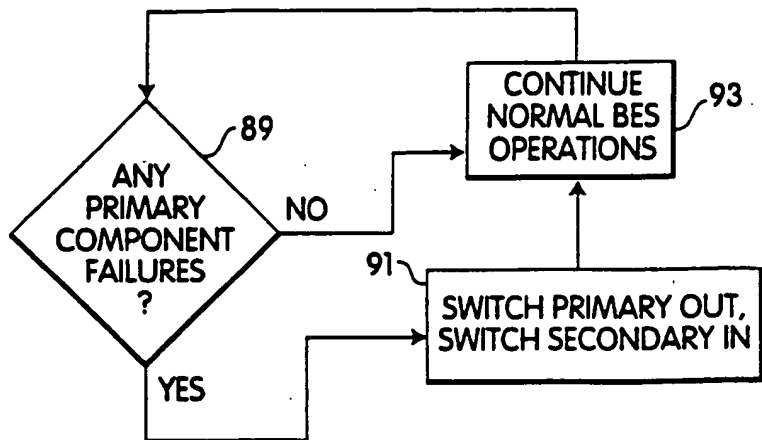 89
ANY
PRIMARY
COMPONENT
FAILURES
?
NO
YES
CONTINUE
NORMAL BES
OPERATIONS
93
91
SWITCH PRIMARY OUT,
SWITCH SECONDARY IN